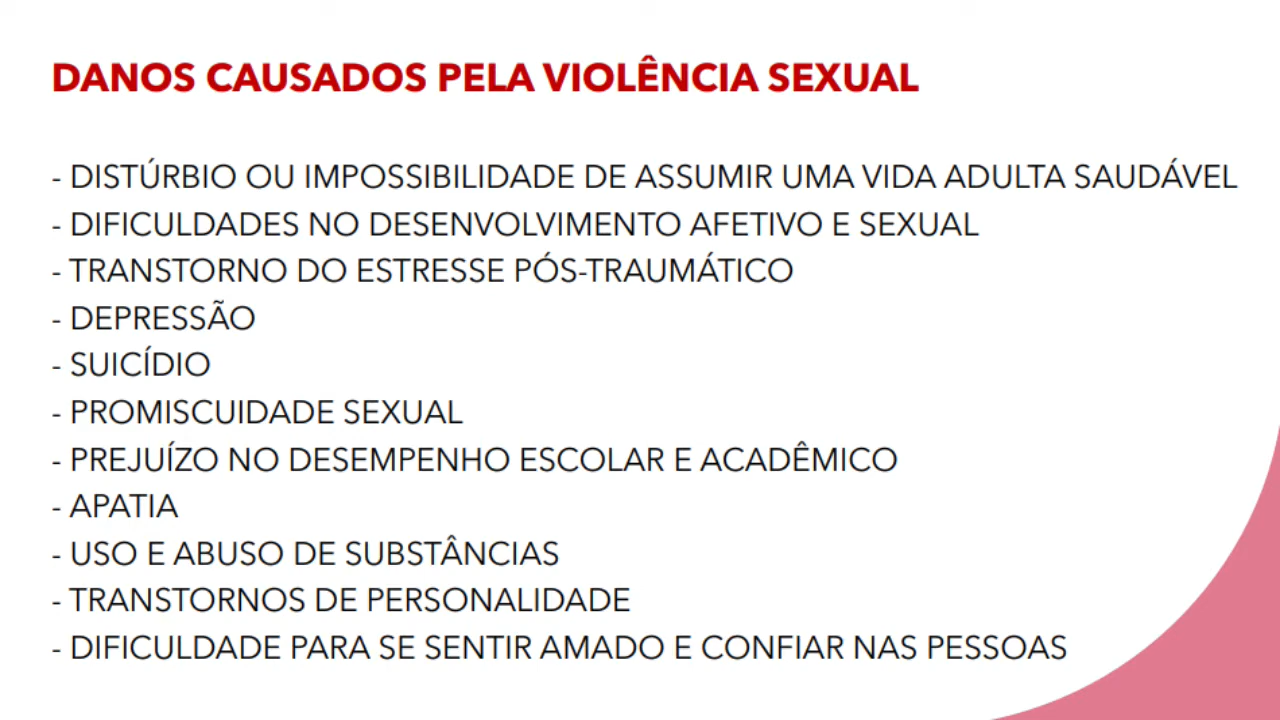 DANOS CAUSADOS PELA VIOLÊNCIA SEXUAL
- DISTÚRBIO OU IMPOSSIBILIDADE DE ASSUMIR UMA VIDA ADULTA SAUDÁVEL
- DIFICULDADES NO DESENVOLVIMENTO AFETIVO E SEXUAL
- TRANSTORNO DO ESTRESSE PÓS-TRAUMÁTICO
- DEPRESSÃO
- SUICÍDIO
- PROMISCUIDADE SEXUAL
- PREJUÍZO NO DESEMPENHO ESCOLAR E ACADÊMICO
- APATIA
- USO E ABUSO DE SUBSTÂNCIAS
- TRANSTORNOS DE PERSONALIDADE
- DIFICULDADE PARA SE SENTIR AMADO E CONFIAR NAS PESSOAS